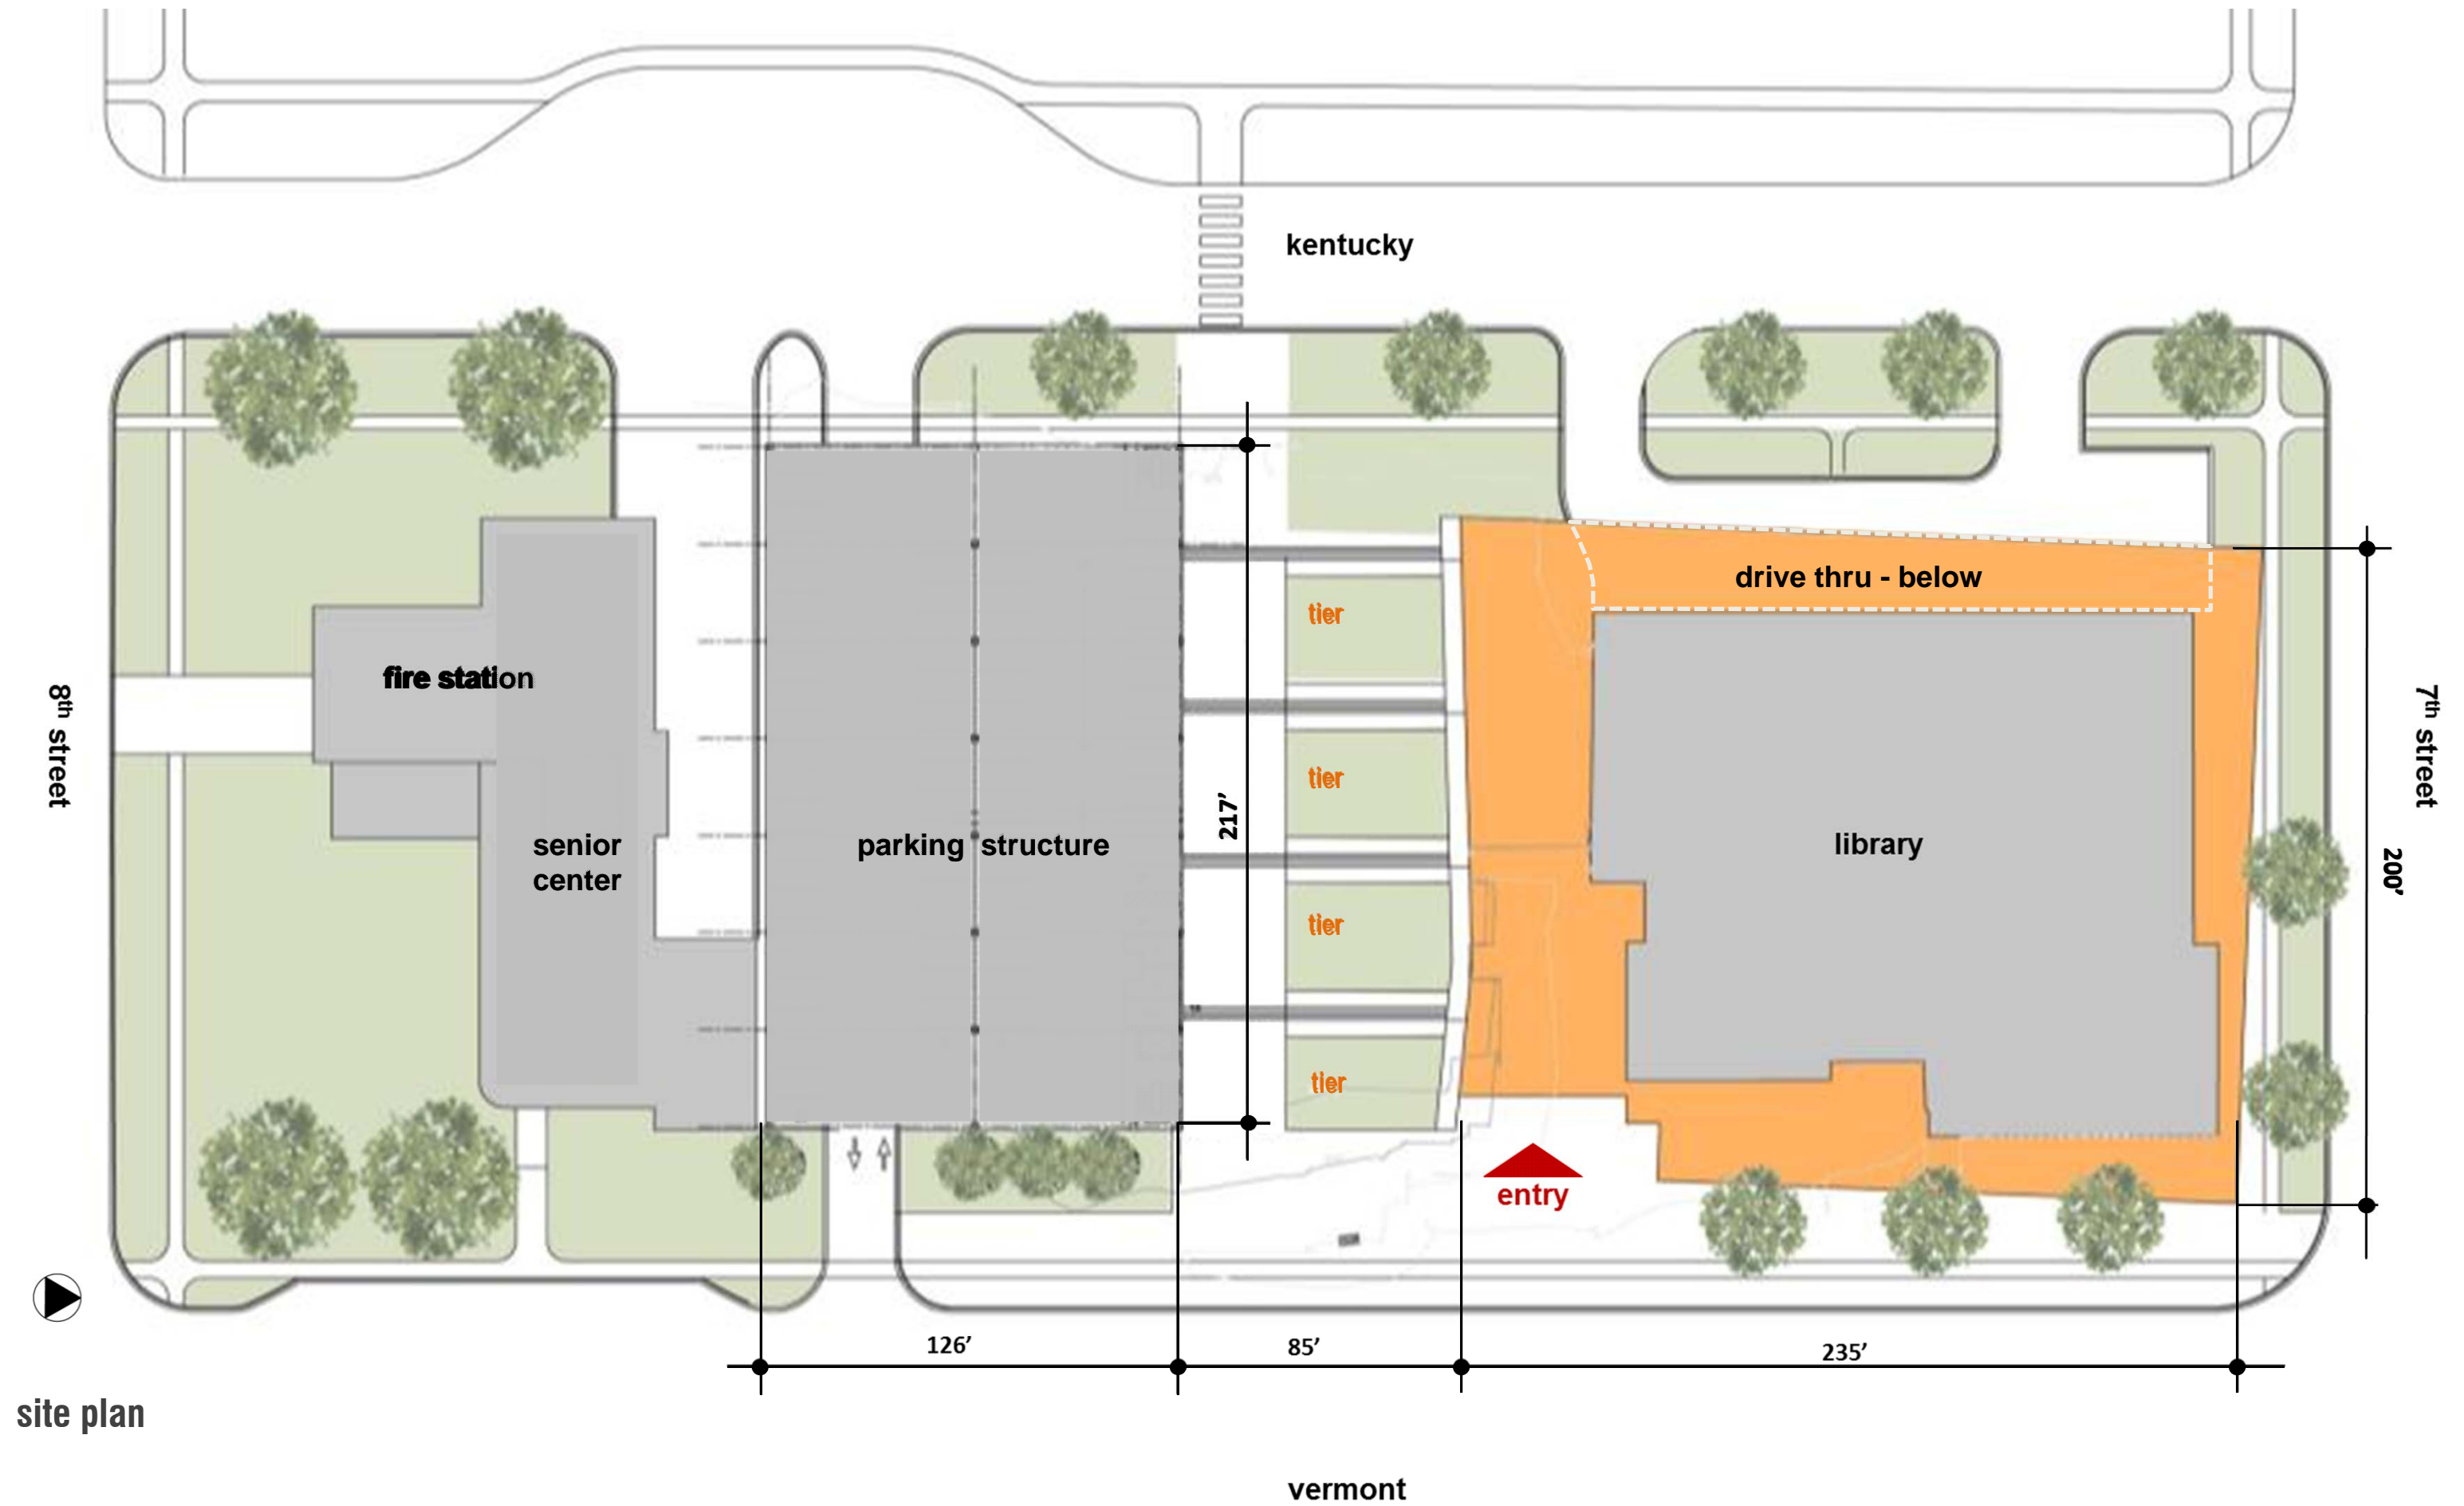 kentucky
drive thru - below
tier
fire station
8th street
7th street
tier
217'
senior
center
parking structure
library
200'
tier
tier
entry
126'
85'
235'
site plan
vermont